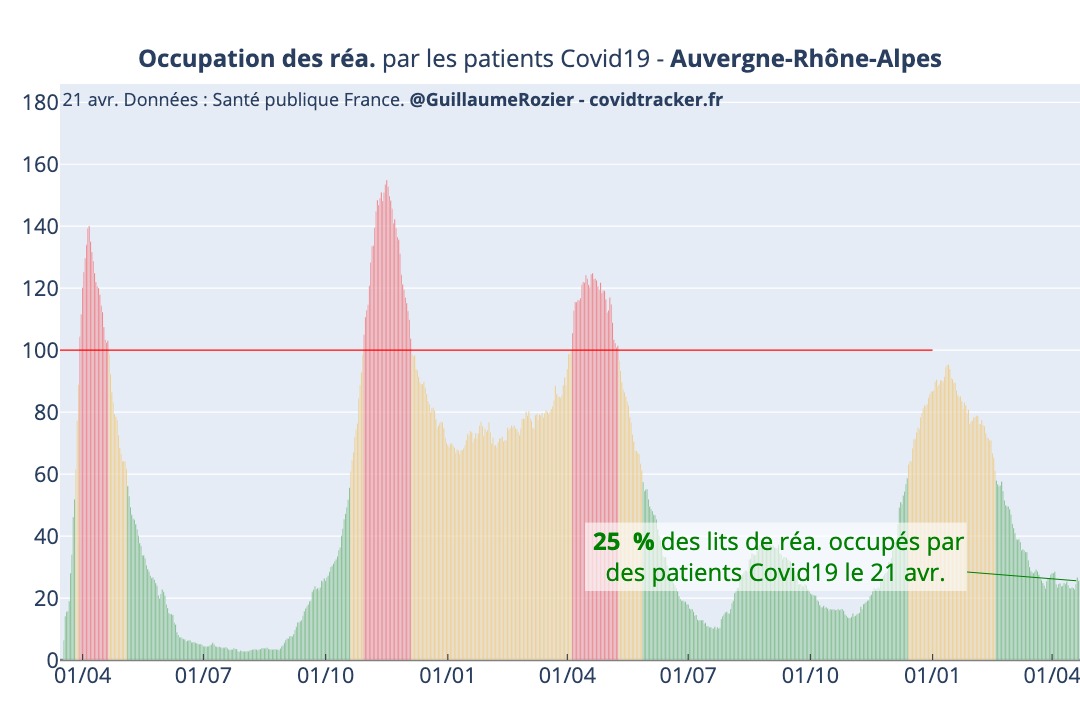 Occupation des réa. par les patients Covid19 - Auvergne-Rhône-Alpes
21 avr. Données : Santé publique France. @GuillaumeRozier - covidtracker.fr
180
160
140
120
100
80
60
40
20
0
25 % des lits de réa. occupés par
des patients Covid19 le 21 avr.
01/04 01/07 01/10 01/01 01/04 01/07 01/10 01/01 01/04